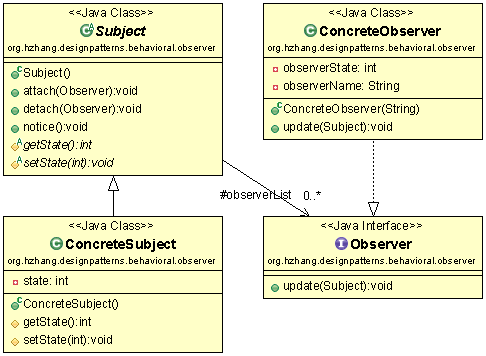 <<Java Class>>
Subject
org.hzhang.designpatterns.behavioral.observer
Subject()
attach(Observer):void
detach(Observer):void
notice():void
getState():int
setState(int):void
<<Java Class>>
ConcreteObserver
org.hzhang.designpatterns.behavioral.observer
observerState: int
observerName: String
ConcreteObserver(String)
update(Subject):void
#observerList 0..*
<<Java Class>>
ConcreteSubject
org.hzhang.designpatterns.behavioral.observer
state: int
ConcreteSubject()
getState():int
setState(int):void
<<Java Interface>>
Observer
org.hzhang.designpatterns.behavioral.observer
update(Subject):void